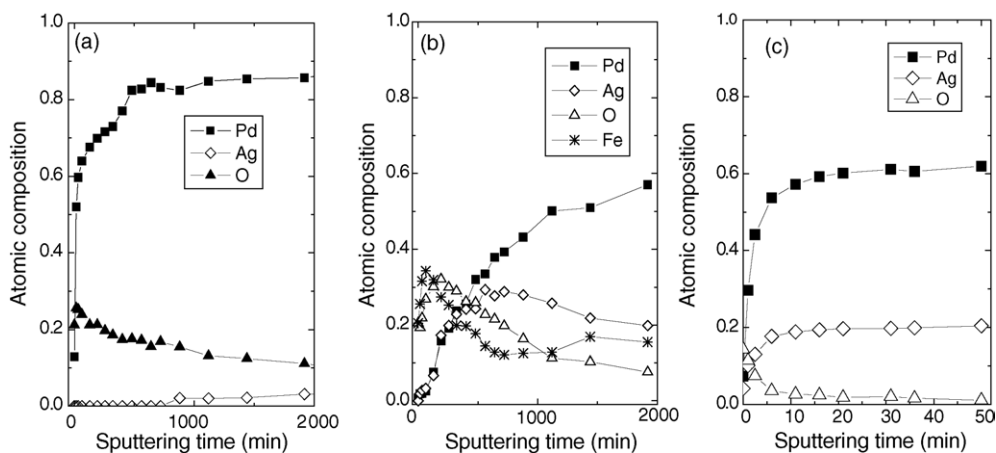 (a)
Atomic composition
1.0
0.8
0.6
0.4
0.2
0.0
Pd
Ag
O
0 1000 2000
Sputtering time (min)
(b)
Atomic composition
1.0
0.8
0.6
0.4
0.2
0.0
Pd
Ag
O
Fe
0 1000 2000
Sputtering time (min)
(c)
Atomic composition
1.0
0.8
0.6
0.4
0.2
0.0
Pd
Ag
O
0 10 20 30 40 50
Sputtering time (min)